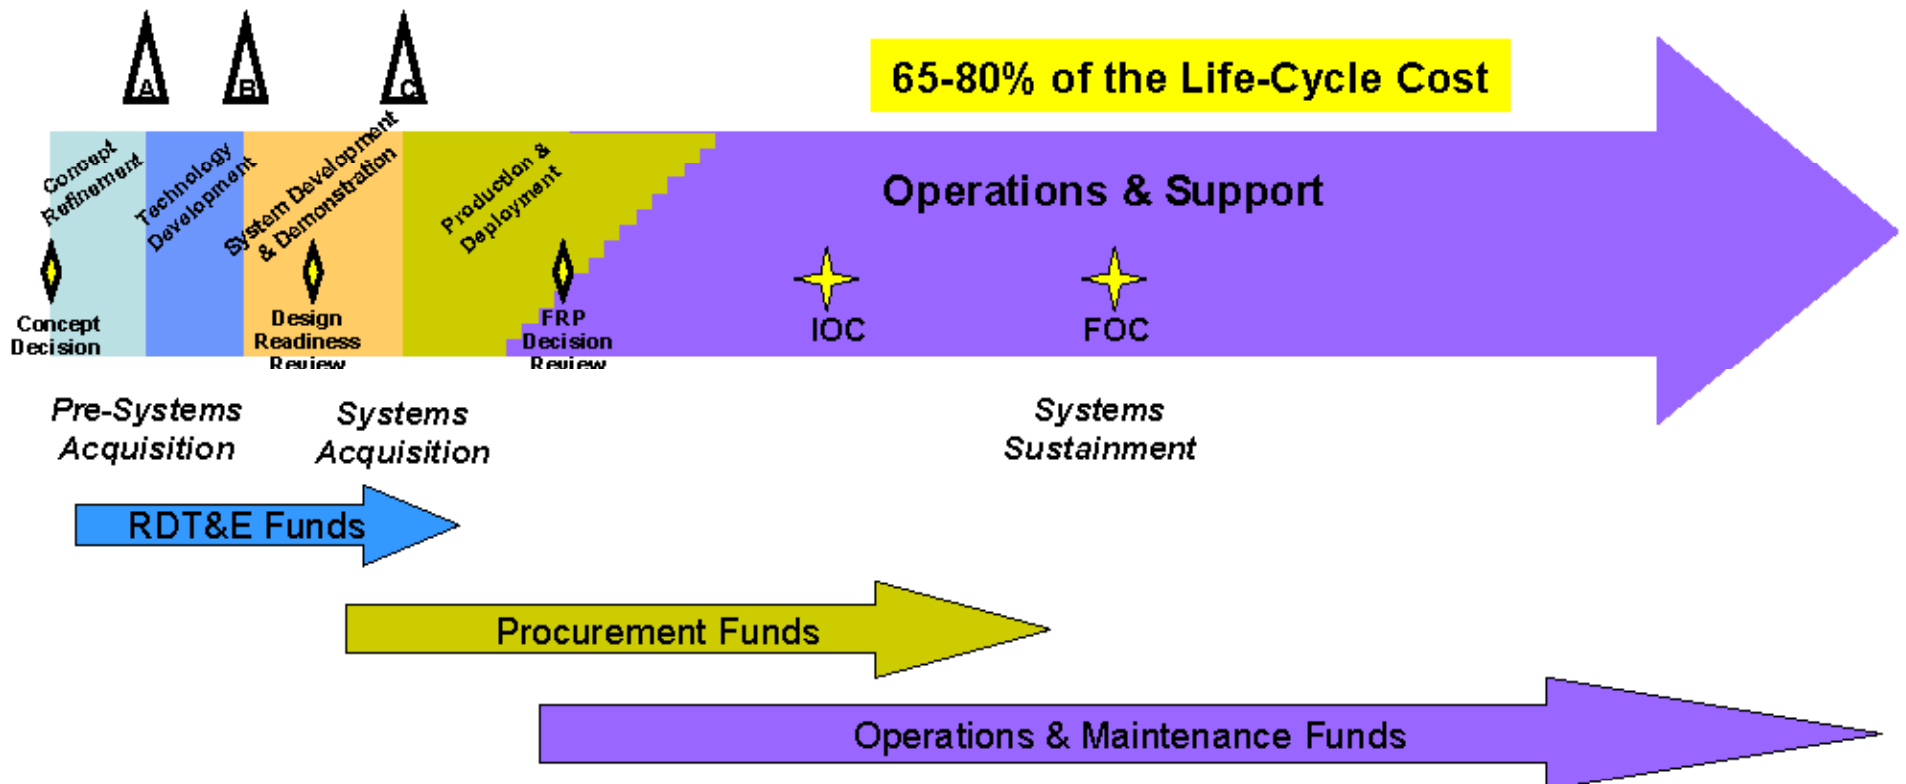 A
B
C
65-80% of the Life-Cycle Cost
Concept
Refinement
Technology
Development
System Development
& Demonstration
Production &
Deployment
Operations & Support
Concept
Decision
Design
Readiness
Review
FRP
Decision
Review
IOC
FOC
Pre-Systems
Acquisition
Systems
Acquisition
Systems
Sustainment
RDT&E Funds
Procurement Funds
Operations & Maintenance Funds